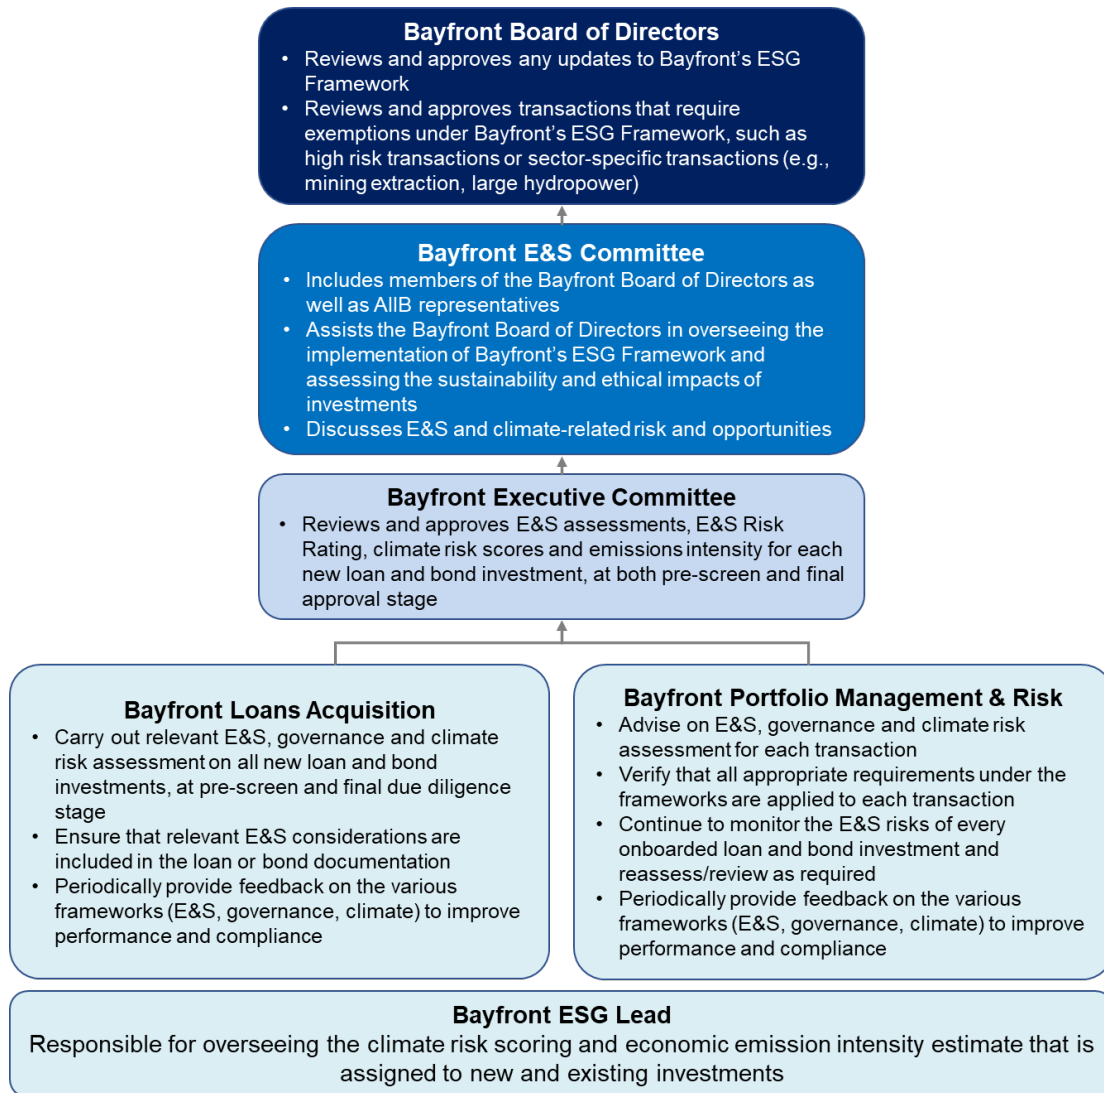 Bayfront Board of Directors
• Reviews and approves any updates to Bayfront's ESG
Framework
• Reviews and approves transactions that require
exemptions under Bayfront's ESG Framework, such as
high risk transactions or sector-specific transactions (e.g.,
mining extraction, large hydropower)
Bayfront E&S Committee
• Includes members of the Bayfront Board of Directors as
well as AIIB representatives
• Assists the Bayfront Board of Directors in overseeing the
implementation of Bayfront's ESG Framework and
assessing the sustainability and ethical impacts of
investments
• Discusses E&S and climate-related risk and opportunities
Bayfront Executive Committee
• Reviews and approves E&S assessments, E&S Risk
Rating, climate risk scores and emissions intensity for each
new loan and bond investment, at both pre-screen and final
approval stage
Bayfront Loans Acquisition
• Carry out relevant E&S, governance and climate
risk assessment on all new loan and bond
investments, at pre-screen and final due diligence
stage
• Ensure that relevant E&S considerations are
included in the loan or bond documentation
• Periodically provide feedback on the various
frameworks (E&S, governance, climate) to improve
performance and compliance
Bayfront Portfolio Management & Risk
• Advise on E&S, governance and climate risk
assessment for each transaction
• Verify that all appropriate requirements under the
frameworks are applied to each transaction
• Continue to monitor the E&S risks of every
onboarded loan and bond investment and
reassess/review as required
• Periodically provide feedback on the various
frameworks (E&S, governance, climate) to improve
performance and compliance
Bayfront ESG Lead
Responsible for overseeing the climate risk scoring and economic emission intensity estimate that is
assigned to new and existing investments